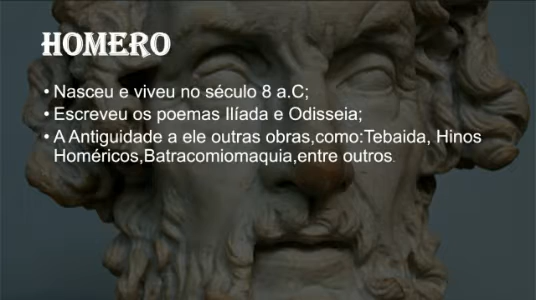 HOMERO
• Nasceu e viveu no século 8 a.C;
• Escreveu os poemas Ilíada e Odisseia;
• A Antiguidade a ele outras obras,como:Tebaida, Hinos
Homéricos,Batracomiomaquia,entre outros.